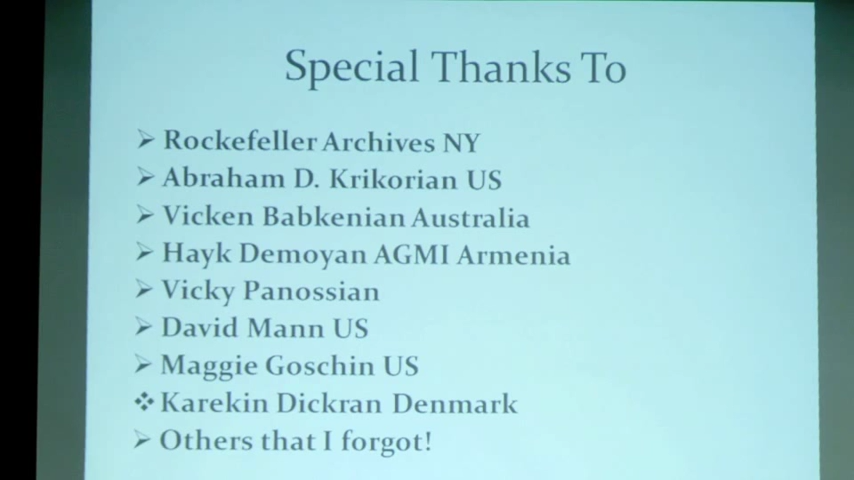 Special Thanks To
➢ Rockefeller Archives NY
➢ Abraham D. Krikorian US
➢ Vicken Babkenian Australia
➢ Hayk Demoyan AGMI Armenia
➢ Vicky Panossian
➢ David Mann US
➢ Maggie Goschin US
❖ Karekin Dickran Denmark
➢ Others that I forgot!